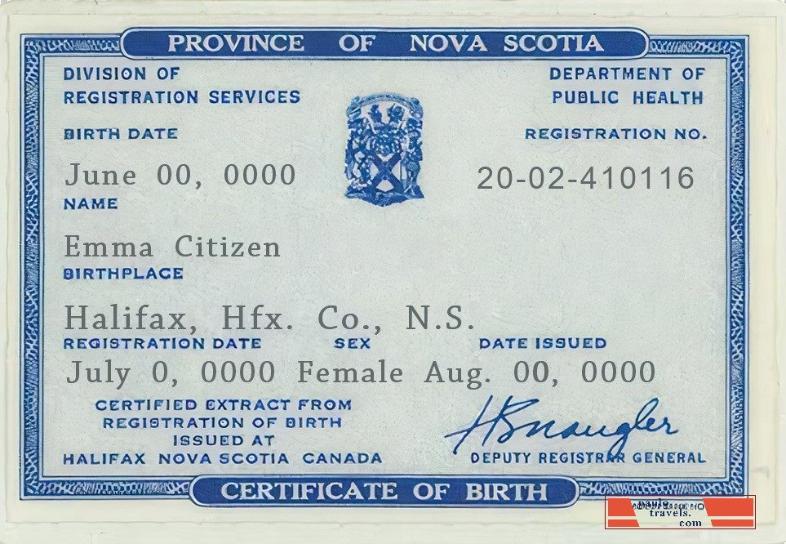 PROVINCE OF NOVA SCOTIA
DIVISION OF
REGISTRATION SERVICES
DEPARTMENT OF
PUBLIC HEALTH
BIRTH DATE
REGISTRATION NO.
June 00, 0000
20-02-410116
NAME
Emma Citizen
BIRTHPLACE
Halifax, Hfx. Co., N.S.
REGISTRATION DATE SEX DATE ISSUED
July 0, 0000 Female Aug. 00, 0000
CERTIFIED EXTRACT FROM
REGISTRATION OF BIRTH
ISSUED AT
HALIFAX NOVA SCOTIA CANADA
HBnaugler
DEPUTY REGISTRAR GENERAL
CERTIFICATE OF BIRTH
travels.
com